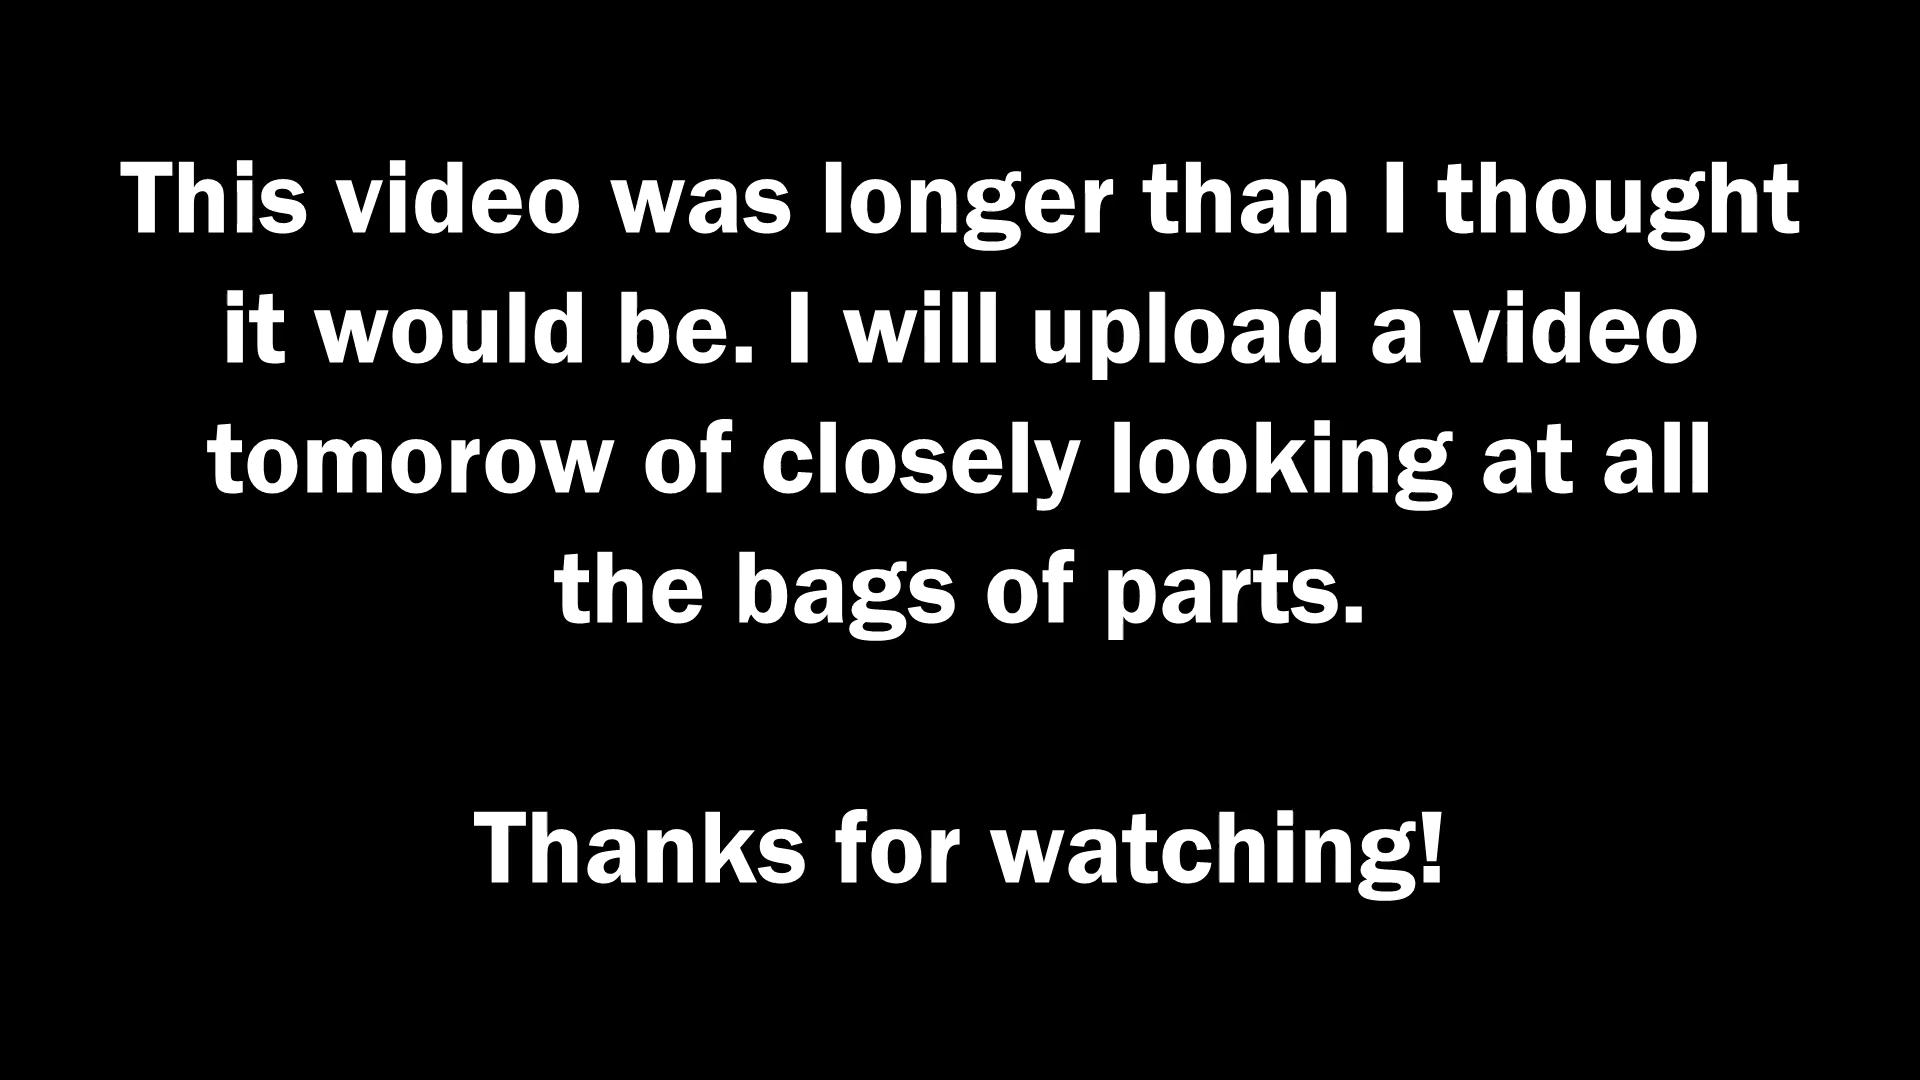 This video was longer than I thought
it would be. I will upload a video
tomorow of closely looking at all
the bags of parts.
Thanks for watching!